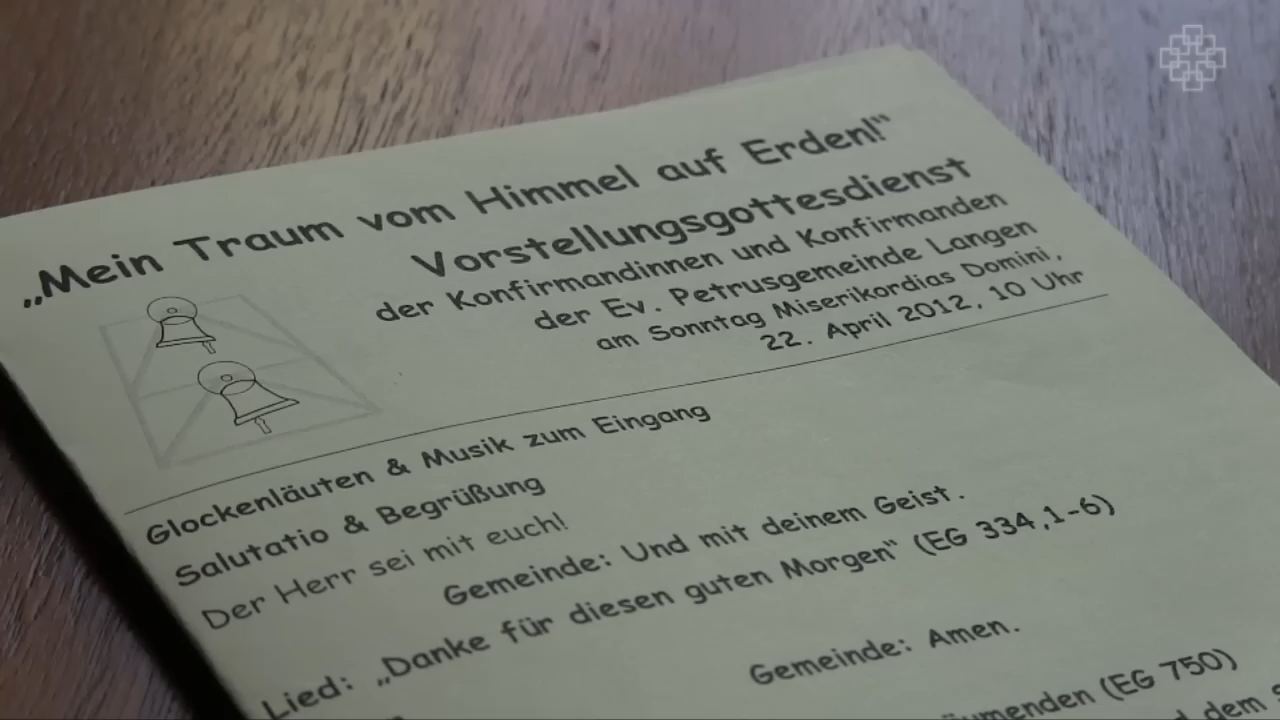 „Mein Traum vom Himmel auf Erden!"
Vorstellungsgottesdienst
der Konfirmandinnen und Konfirmanden
der Ev. Petrusgemeinde Langen
am Sonntag Miserikordias Domini,
22. April 2012, 10 Uhr
Glockenläuten & Musik zum Eingang
Salutatio & Begrüßung
Der Herr sei mit euch!
Gemeinde: Und mit deinem Geist.
Lied: „Danke für diesen guten Morgen" (EG 334,1-6)
Gemeinde: Amen.
(EG 750)
dem